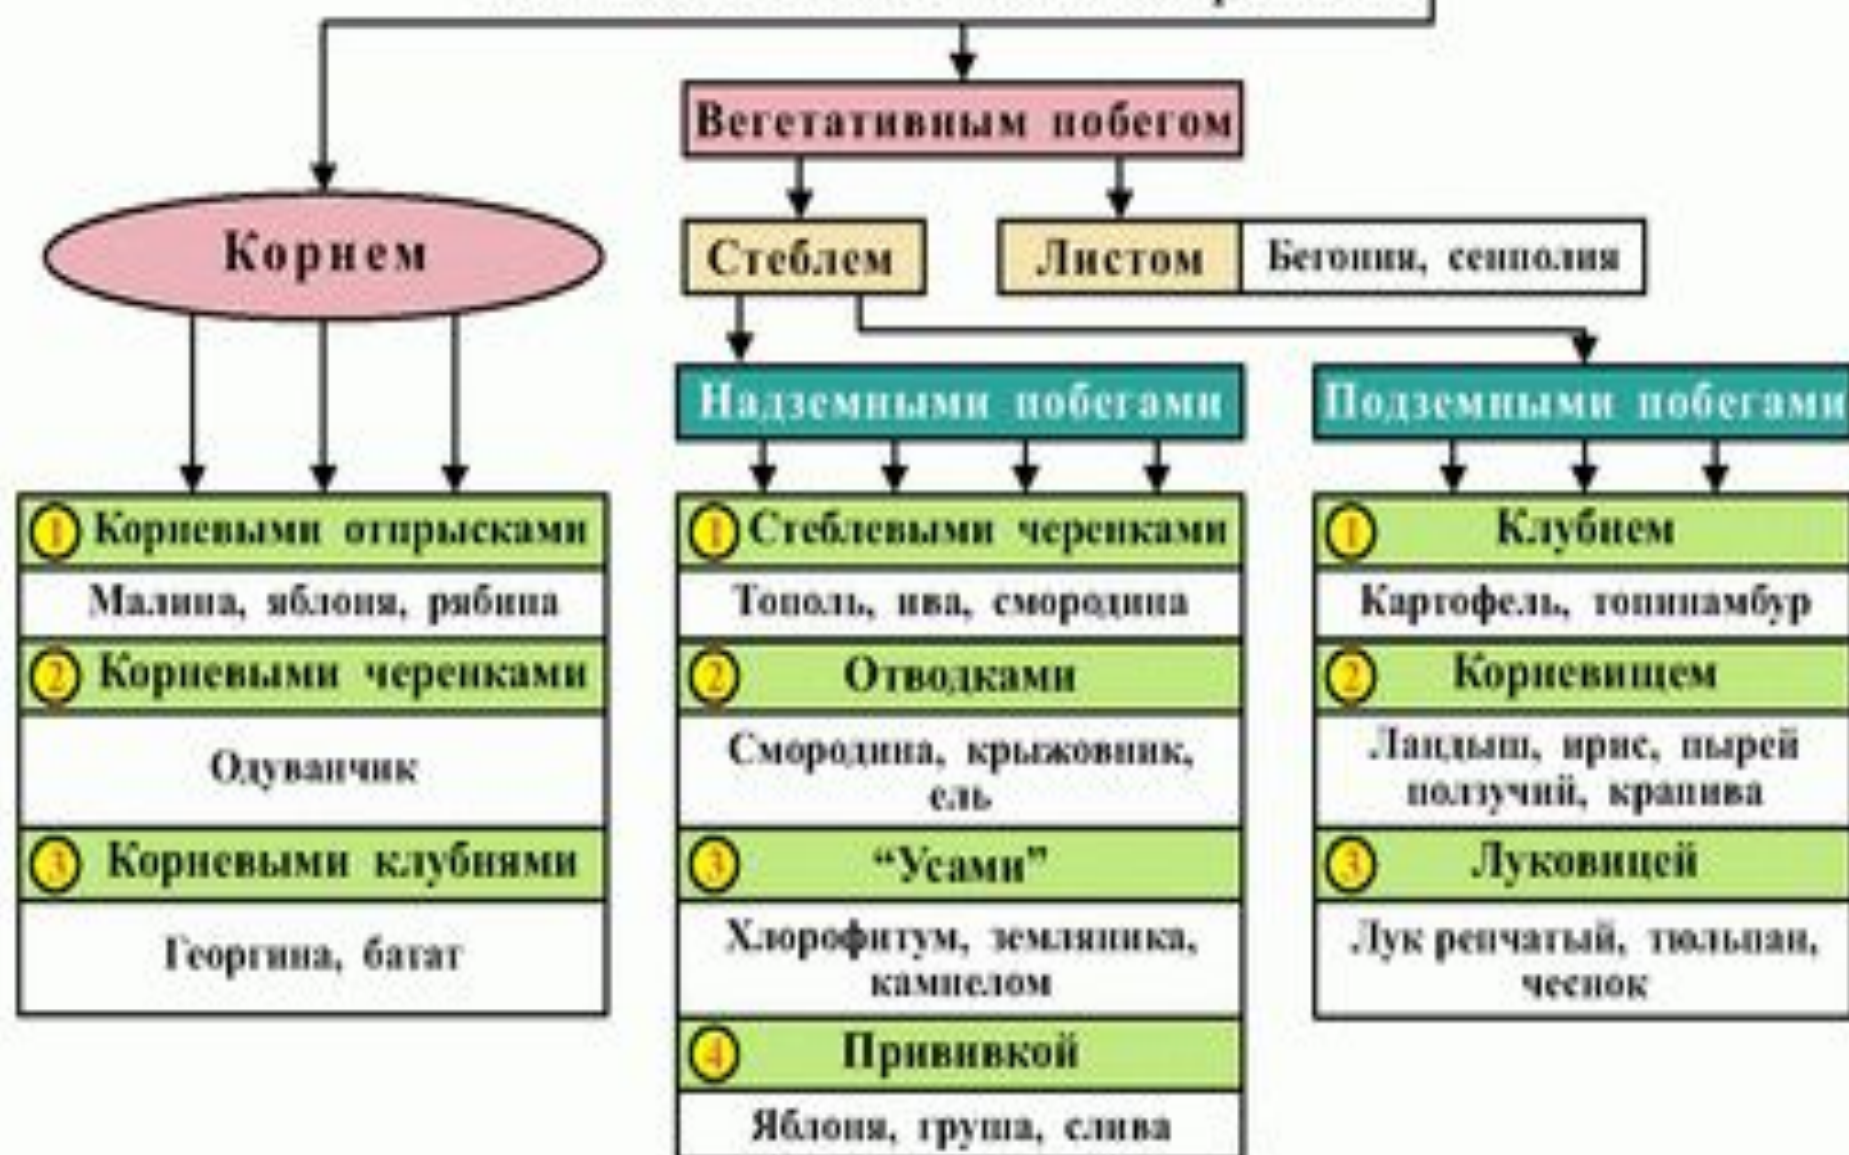 Вегетативным побегом
Корнем
Стеблем
Листом
Бегония, сенполия
Надземными побегами
Подземными побегами
1 Корневыми отпрысками
Малина, яблоня, рябина
2 Корневыми черенками
Одуванчик
3 Корневыми клубнями
Георгина, батат
1 Стеблевыми черенками
Тополь, ива, смородина
2 Отводками
Смородина, крыжовник,
ель
3 “Усами”
Хлорофитум, земляника,
кампелом
4 Прививкой
Яблоня, груша, слива
1 Клубнем
Картофель, топинамбур
2 Корневищем
Ландыш, ирис, пырей
ползучий, крапива
3 Луковицей
Лук репчатый, тюльпан,
чеснок